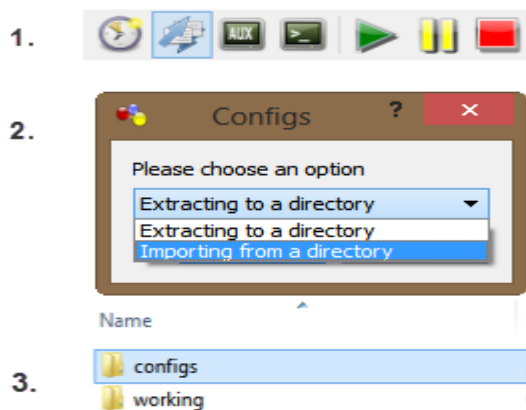 1.
AUX
>_
2.
Configs ? ×
Please choose an option
Extracting to a directory
Extracting to a directory
Importing from a directory
Name
3.
configs
working